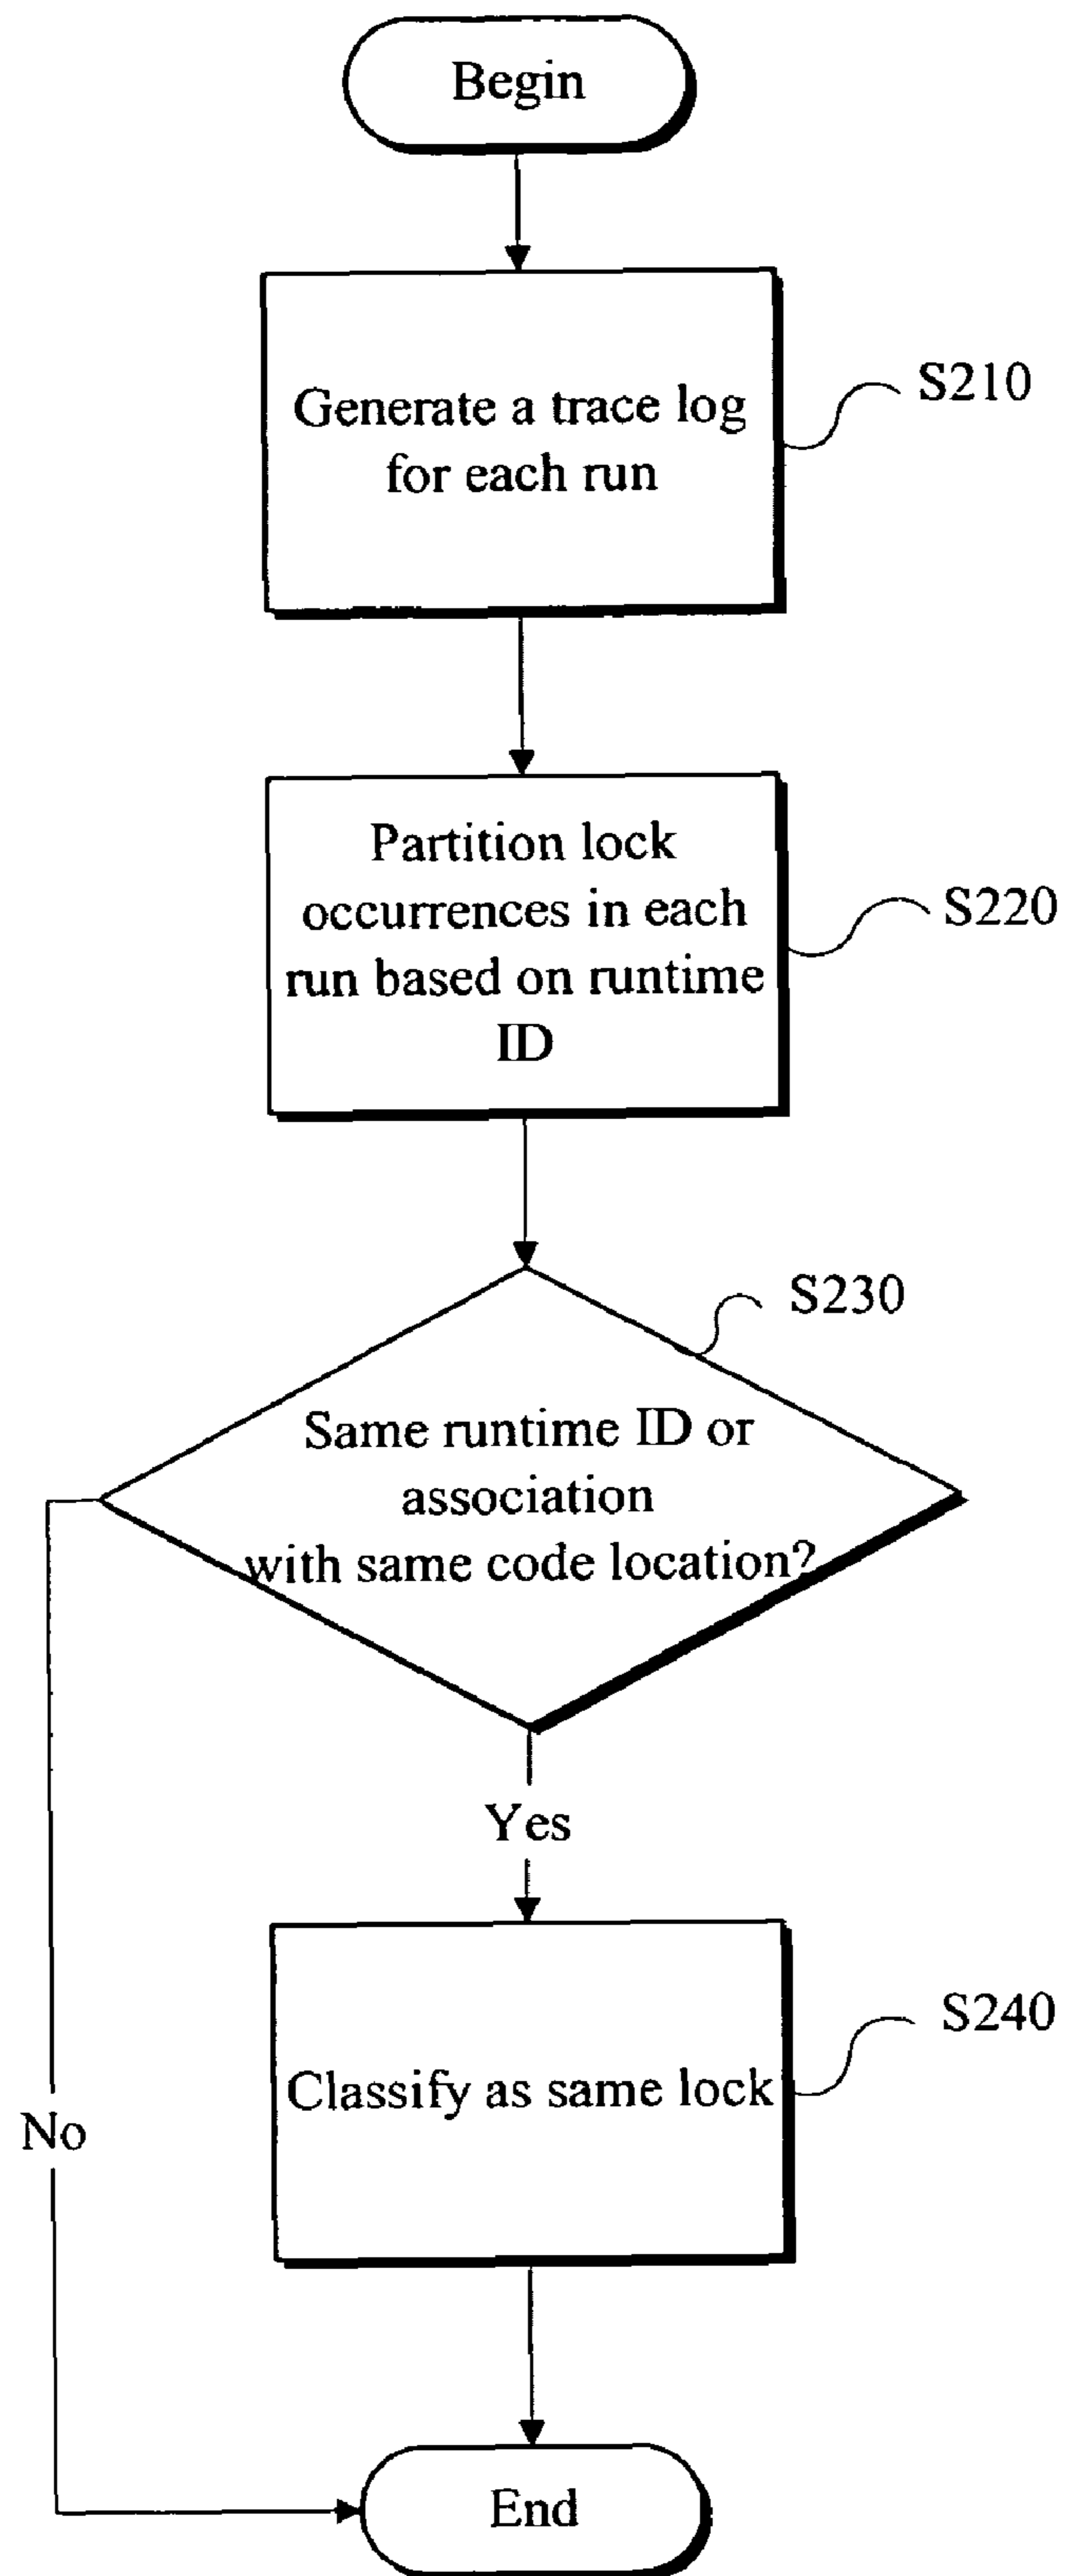 Begin
Generate a trace log
for each run
S210
Partition lock
occurrences in each
run based on runtime
ID
S220
S230
Same runtime ID or
association
with same code location?
Yes
S240
Classify as same lock
No
End